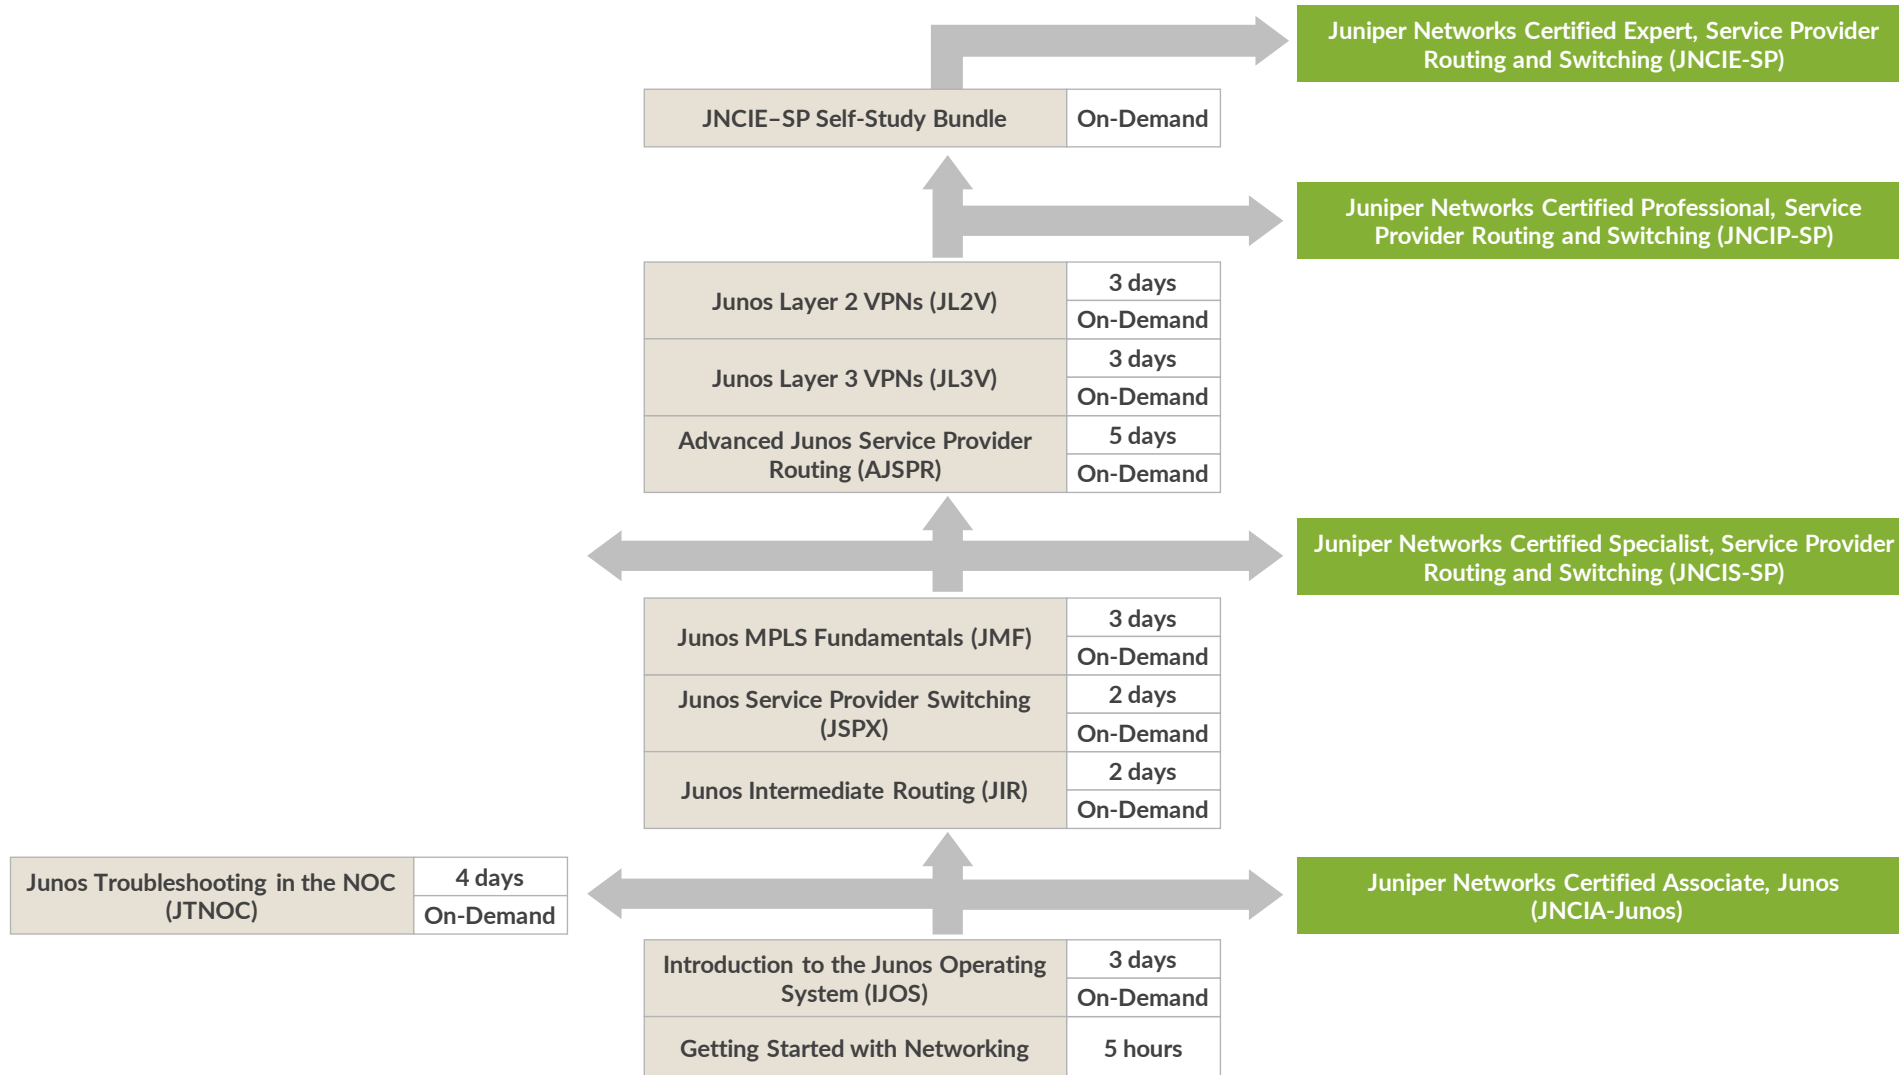 Juniper Networks Certified Expert, Service Provider
Routing and Switching (JNCIE-SP)
JNCIE–SP Self-Study Bundle
On-Demand
Juniper Networks Certified Professional, Service
Provider Routing and Switching (JNCIP-SP)
Junos Layer 2 VPNs (JL2V)
3 days
On-Demand
Junos Layer 3 VPNs (JL3V)
3 days
On-Demand
Advanced Junos Service Provider
Routing (AJSPR)
5 days
On-Demand
Juniper Networks Certified Specialist, Service Provider
Routing and Switching (JNCIS-SP)
Junos MPLS Fundamentals (JMF)
3 days
On-Demand
Junos Service Provider Switching
(JSPX)
2 days
On-Demand
Junos Intermediate Routing (JIR)
2 days
On-Demand
Junos Troubleshooting in the NOC
(JTNOC)
4 days
On-Demand
Juniper Networks Certified Associate, Junos
(JNCIA-Junos)
Introduction to the Junos Operating
System (IJOS)
3 days
On-Demand
Getting Started with Networking
5 hours